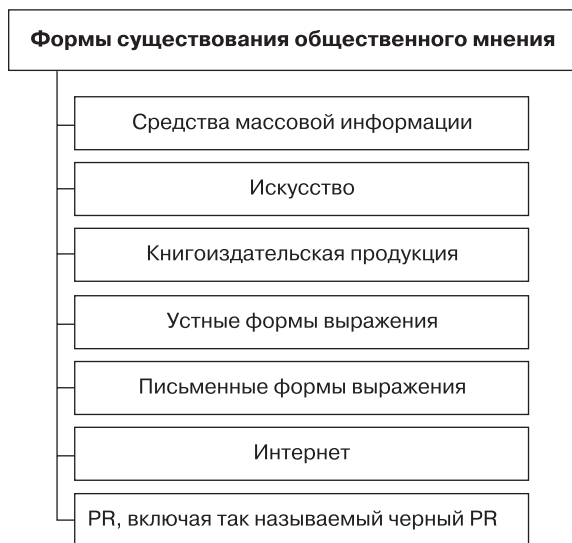 Формы существования общественного мнения
Средства массовой информации
Искусство
Книгоиздательская продукция
Устные формы выражения
Письменные формы выражения
Интернет
PR, включая так называемый черный PR